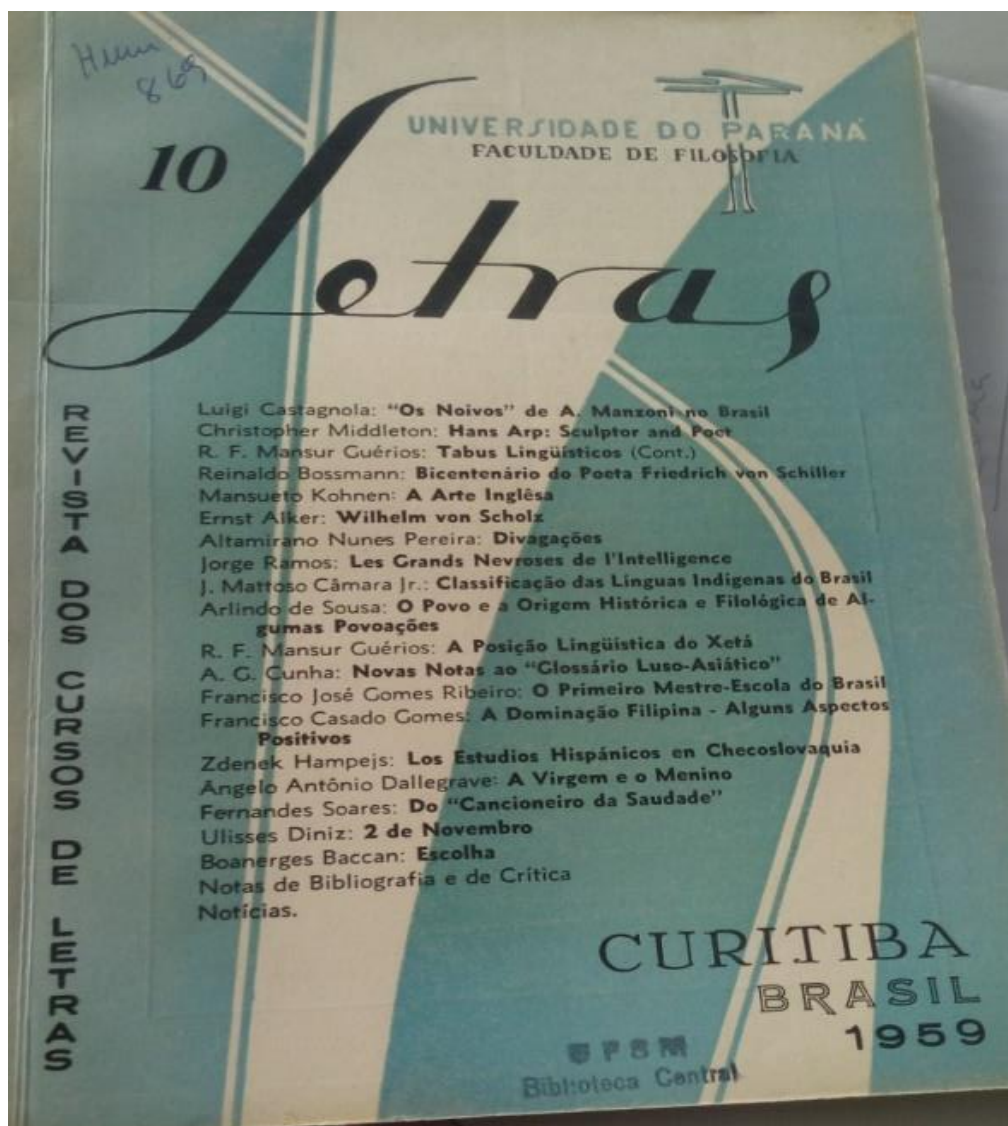 869
UNIVERSIDADE DO PARANÁ
FACULDADE DE FILOSOFIA
10
Letras
REVISTA DOS CURSOS DE LETRAS
Luigi Castagnola: "Os Noivos" de A. Manzoni no Brasil
Christopher Middleton: Hans Arp: Sculptor and Poet
R. F. Mansur Guérios: Tabus Lingüísticos (Cont.)
Reinaldo Bossmann: Bicentenário do Poeta Friedrich von Schiller
Mansueto Kohnen: A Arte Inglêsa
Ernst Alker: Wilhelm von Scholz
Altamirano Nunes Pereira: Divagações
Jorge Ramos: Les Grands Nevroses de l'Intelligence
J. Mattoso Câmara Jr.: Classificação das Línguas Indígenas do Brasil
Arlindo de Sousa: O Povo e a Origem Histórica e Filológica de Al-
gumas Povoações
R. F. Mansur Guérios: A Posição Lingüística do Xetá
A. G. Cunha: Novas Notas ao "Glossário Luso-Asiático"
Francisco José Gomes Ribeiro: O Primeiro Mestre-Escola do Brasil
Francisco Casado Gomes: A Dominação Filipina - Alguns Aspectos
Positivos
Zdenek Hampejs: Los Estudios Hispánicos en Checoslovaquia
Ângelo Antônio Dallegrave: A Virgem e o Menino
Fernandes Soares: Do "Cancioneiro da Saudade"
Ulisses Diniz: 2 de Novembro
Boanerges Baccan: Escolha
Notas de Bibliografia e de Crítica
Notícias.
CURITIBA
BRASIL
1959
UFSM
Biblioteca Central